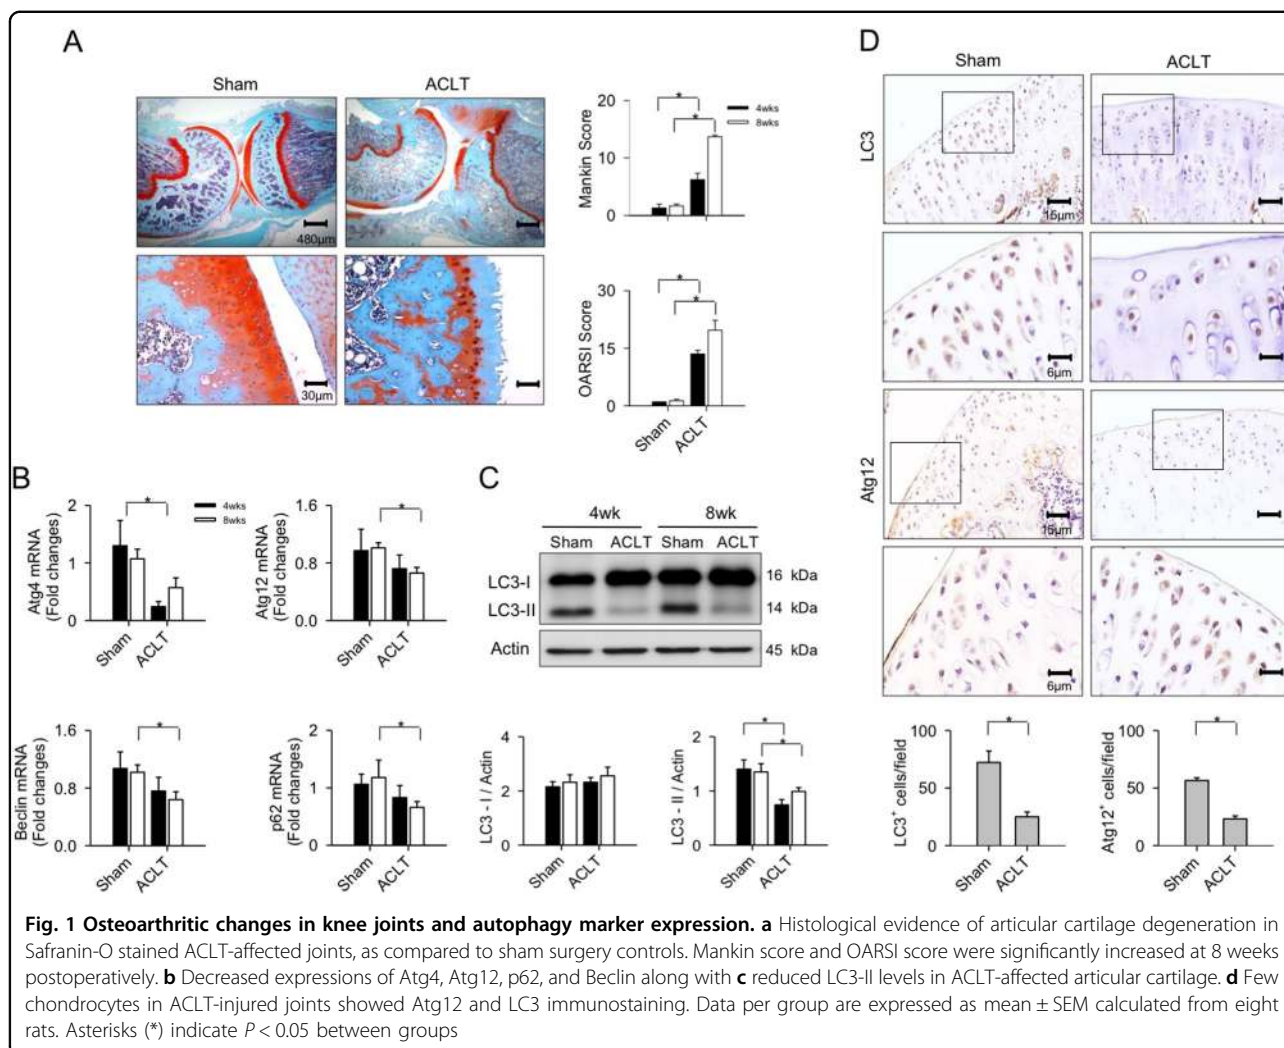 A
Sham
ACLT
480µm
30µm
Mankin Score
20
10
0
*
*
4wks
8wks
OARSI Score
30
15
0
*
*
Sham
ACLT
B
Atg4 mRNA
(Fold changes)
2
1
0
*
4wks
8wks
Sham
ACLT
Atg12 mRNA
(Fold changes)
1.6
0.8
0.0
*
Sham
ACLT
Beclin mRNA
(Fold changes)
1.6
0.8
0.0
*
Sham
ACLT
p62 mRNA
(Fold changes)
2
1
0
*
Sham
ACLT
C
4wk
8wk
Sham ACLT Sham ACLT
LC3-I
16 kDa
LC3-II
14 kDa
Actin
45 kDa
LC3 - I / Actin
4
2
0
Sham
ACLT
LC3 - II / Actin
2
1
0
*
*
Sham
ACLT
D
Sham
ACLT
LC3
15µm
6µm
Atg12
15µm
6µm
LC3+ cells/field
100
50
0
*
Sham
ACLT
Atg12+ cells/field
100
50
0
*
Sham
ACLT
Fig. 1 Osteoarthritic changes in knee joints and autophagy marker expression. a Histological evidence of articular cartilage degeneration in
Safranin-O stained ACLT-affected joints, as compared to sham surgery controls. Mankin score and OARSI score were significantly increased at 8 weeks
postoperatively. b Decreased expressions of Atg4, Atg12, p62, and Beclin along with c reduced LC3-II levels in ACLT-affected articular cartilage. d Few
chondrocytes in ACLT-injured joints showed Atg12 and LC3 immunostaining. Data per group are expressed as mean ± SEM calculated from eight
rats. Asterisks (*) indicate P < 0.05 between groups